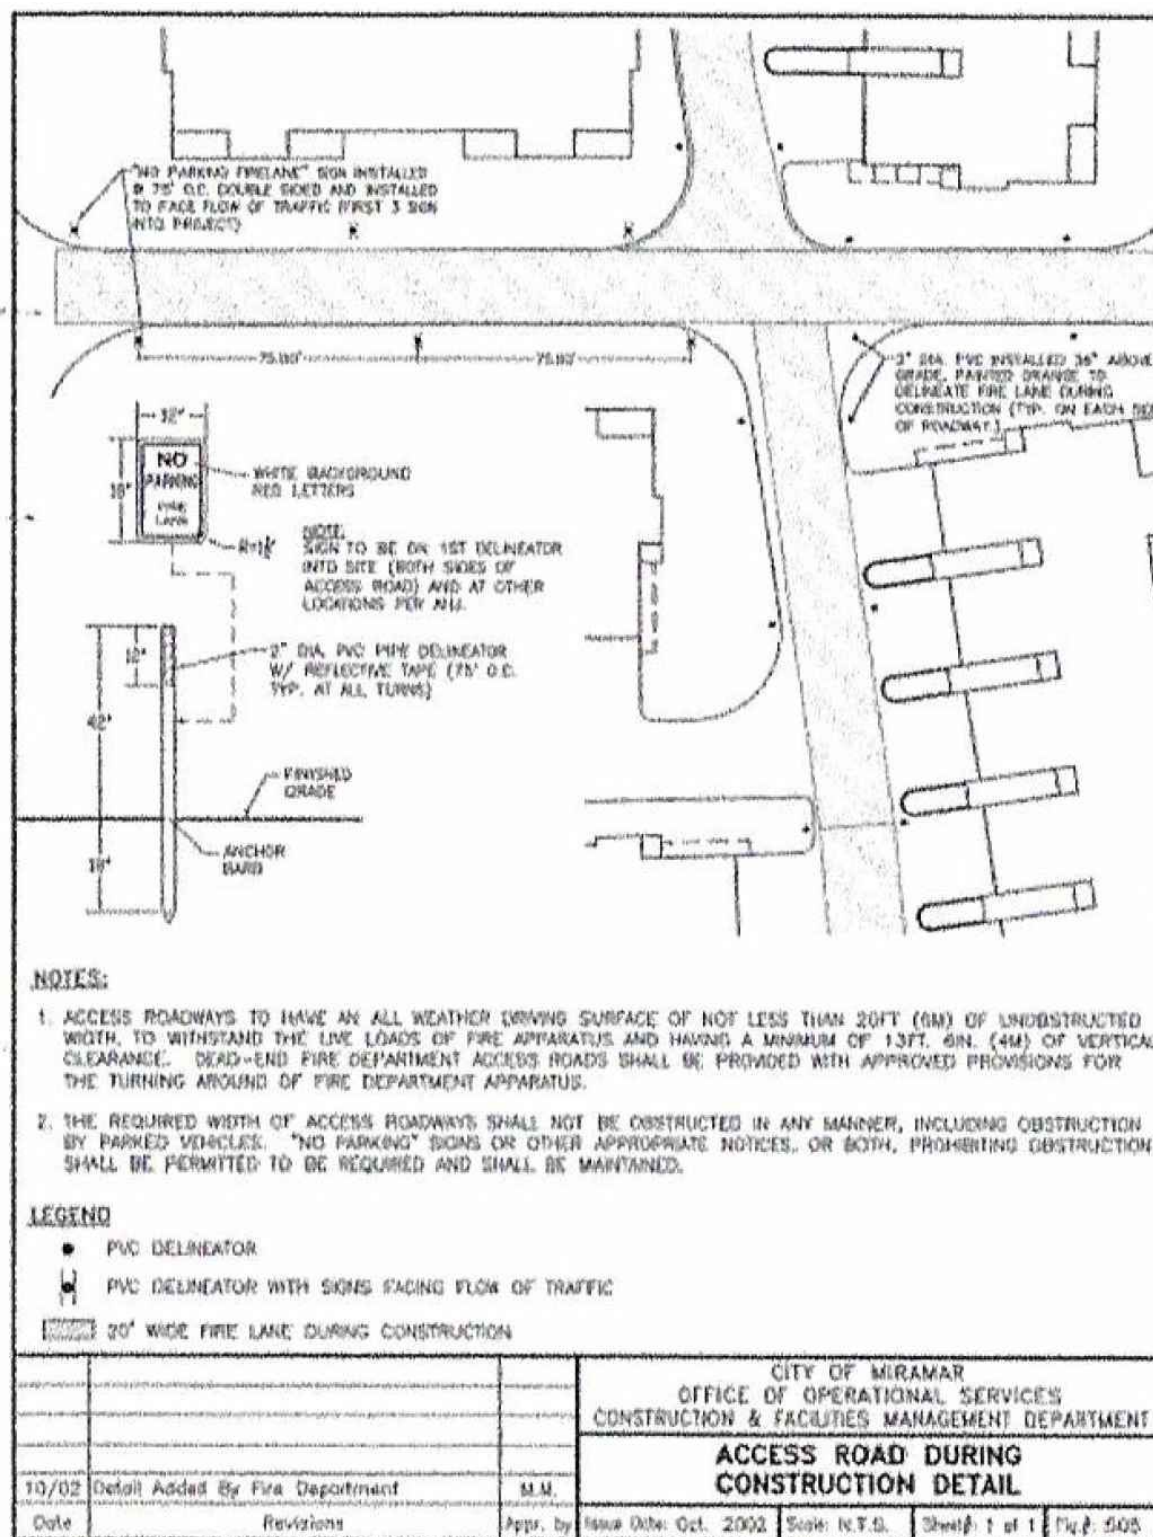 "NO PARKING FIRELANE" SIGN INSTALLED
@ 75' O.C. DOUBLE SIDED AND INSTALLED
TO FACE FLOW OF TRAFFIC (FIRST 3 SIGN
INTO PROJECT)
75.00'
75.00'
2" DIA. PVC INSTALLED 36" ABOVE
GRADE, PAINTED ORANGE TO
DELINEATE FIRE LANE DURING
CONSTRUCTION (TYP. ON EACH SIDE
OF ROADWAY.)
12"
18"
NO
PARKING
FIRE
LANE
WHITE BACKGROUND
RED LETTERS
NOTE:
SIGN TO BE ON 1ST DELINEATOR
INTO SITE (BOTH SIDES OF
ACCESS ROAD) AND AT OTHER
LOCATIONS PER
12"
2" DIA. PVC PIPE DELINEATOR
W/ REFLECTIVE TAPE (75' O.C.
TYP. AT ALL TURNS)
42"
FINISHED
GRADE
ANCHOR
BARB
18"
NOTES:
1. ACCESS ROADWAYS TO HAVE AN ALL WEATHER DRIVING SURFACE OF NOT LESS THAN 20FT (6M) OF UNOBSTRUCTED
WIDTH, TO WITHSTAND THE LIVE LOADS OF FIRE APPARATUS AND HAVING A MINIMUM OF 13FT. 6IN. (4M) OF VERTICAL
CLEARANCE. DEAD-END FIRE DEPARTMENT ACCESS ROADS SHALL BE PROVIDED WITH APPROVED PROVISIONS FOR
THE TURNING AROUND OF FIRE DEPARTMENT APPARATUS.
2. THE REQUIRED WIDTH OF ACCESS ROADWAYS SHALL NOT BE OBSTRUCTED IN ANY MANNER, INCLUDING OBSTRUCTION
BY PARKED VEHICLES. "NO PARKING" SIGNS OR OTHER APPROPRIATE NOTICES, OR BOTH, PROHIBITING OBSTRUCTION
SHALL BE PERMITTED TO BE REQUIRED AND SHALL BE MAINTAINED.
LEGEND
PVC DELINEATOR
PVC DELINEATOR WITH SIGNS FACING FLOW OF TRAFFIC
20' WIDE FIRE LANE DURING CONSTRUCTION
CITY OF MIRAMAR
OFFICE OF OPERATIONAL SERVICES
CONSTRUCTION & FACILITIES MANAGEMENT DEPARTMENT
ACCESS ROAD DURING
CONSTRUCTION DETAIL
10/02 Detail Added By Fire Department M.M.
Date Revisions Appr. by
Issue Date: Oct. 2002 Scale: N.T.S. Sheet#: 1 of 1 Fig.#: